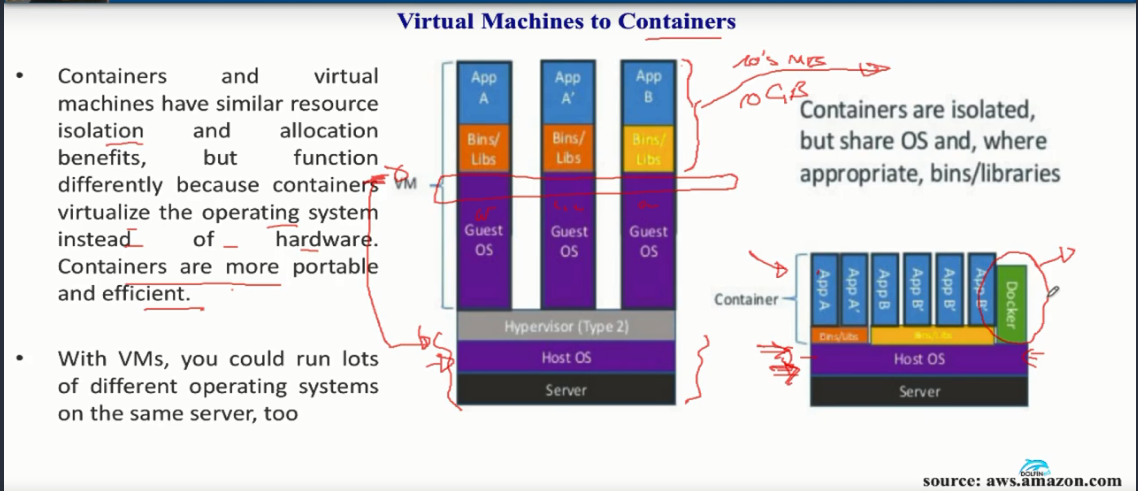 Virtual Machines to Containers
• Containers and virtual
machines have similar resource
isolation and allocation
benefits, but function
differently because containers
virtualize the operating system
instead of hardware.
Containers are more portable
and efficient.
• With VMs, you could run lots
of different operating systems
on the same server, too
VM
App
A
App
A'
App
B
Bins/
Libs
Bins/
Libs
Bins/
Libs
Guest
OS
Guest
OS
Guest
OS
Hypervisor (Type 2)
Host OS
Server
10's MBs
10 GB
Containers are isolated,
but share OS and, where
appropriate, bins/libraries
Container
App A
App A'
App B
App B'
App B'
App B'
Docker
Bins/Libs
Bins/Libs
Host OS
Server
DOLFIN
source: aws.amazon.com